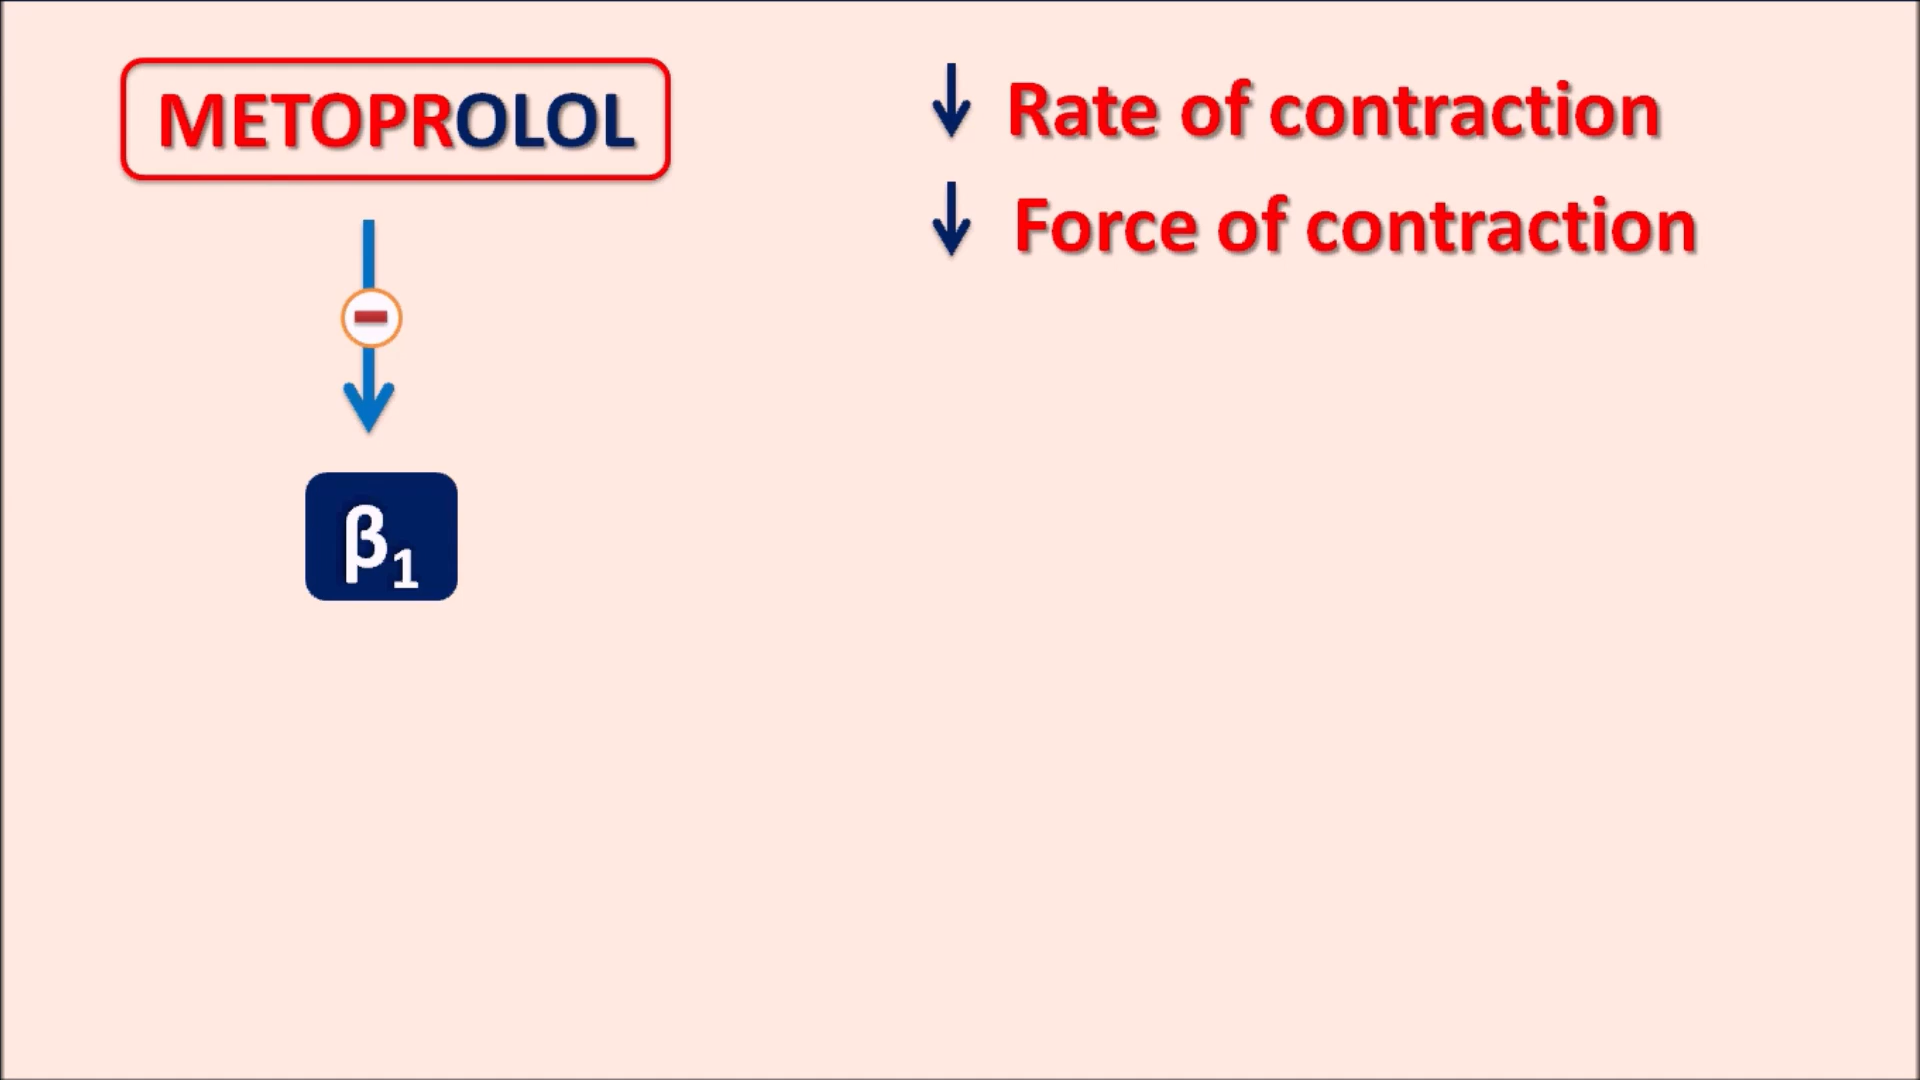 METOPROLOL
β₁
Rate of contraction
Force of contraction